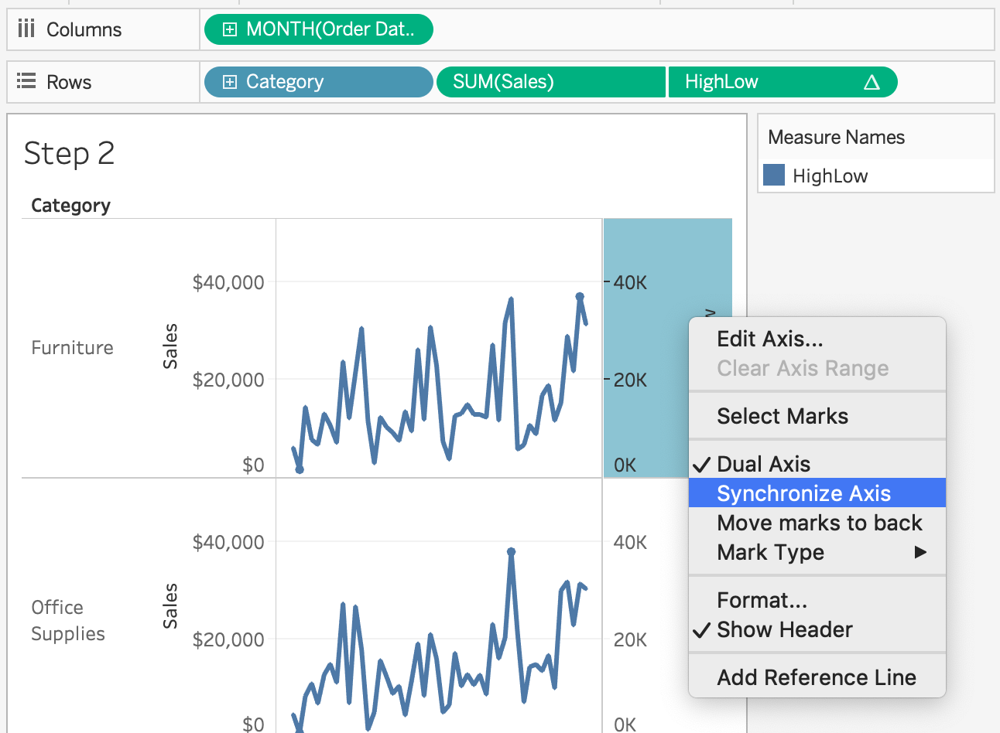 Columns
MONTH(Order Dat..
Rows
Category
SUM(Sales)
HighLow
Step 2
Measure Names
HighLow
Category
Furniture
Sales
$40,000
$20,000
$0
40K
20K
0K
Office
Supplies
Sales
$40,000
$20,000
$0
40K
20K
0K
Edit Axis...
Clear Axis Range
Select Marks
Dual Axis
Synchronize Axis
Move marks to back
Mark Type
Format...
Show Header
Add Reference Line